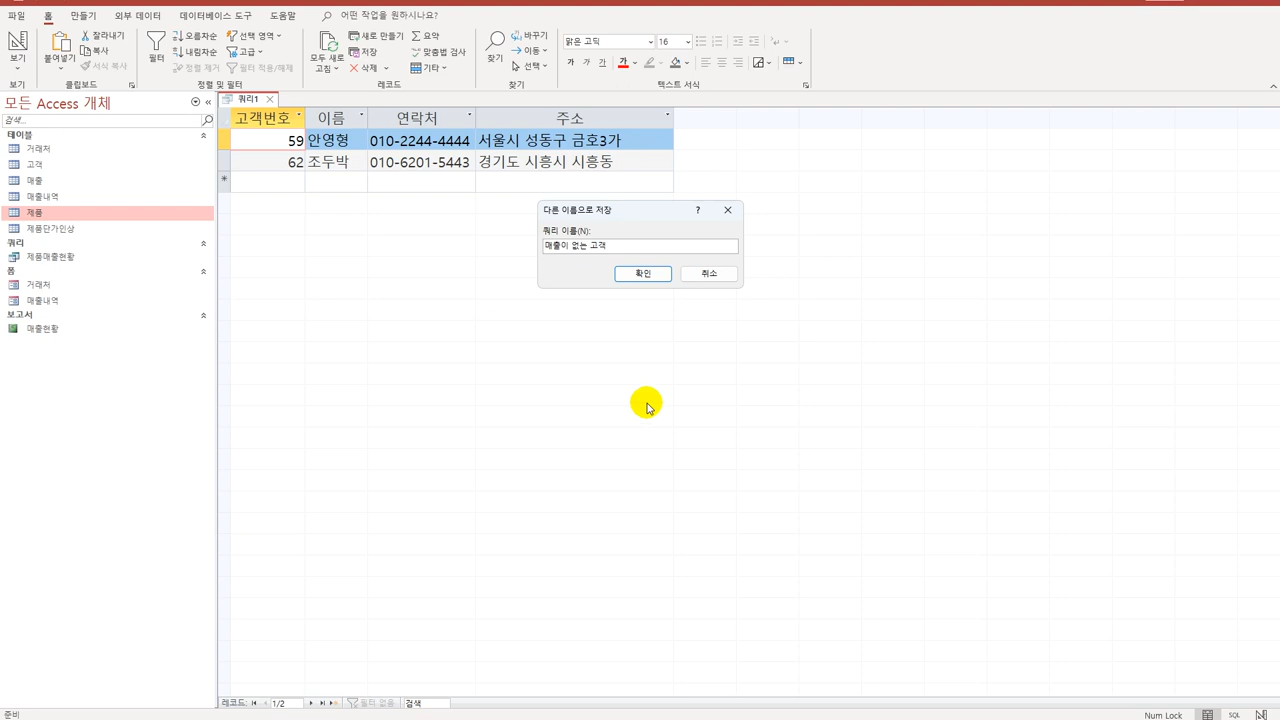 파일 홈 만들기 외부 데이터 데이터베이스 도구 도움말 어떤 작업을 원하시나요?
보기
붙여넣기
잘라내기
복사
서식 복사
필터
오름차순
내림차순
정렬 제거
선택 영역
고급
필터 적용/해제
모두 새로 고침
새로 만들기
저장
삭제
요약
맞춤법 검사
기타
찾기
바꾸기
이동
선택
맑은 고딕 16
가 가 가 가
보기 클립보드 정렬 및 필터 레코드 찾기 텍스트 서식
모든 Access 개체
검색...
테이블
거래처
고객
매출
매출내역
제품
제품단가인상
쿼리
제품매출현황
폼
거래처
매출내역
보고서
매출현황
쿼리1
고객번호 이름 연락처 주소
59 안영형 010-2244-4444 서울시 성동구 금호3가
62 조두박 010-6201-5443 경기도 시흥시 시흥동
다른 이름으로 저장 ?
쿼리 이름(N):
매출이 없는 고객
확인 취소
레코드: 1/2 필터 없음 검색
준비 Num Lock SQL